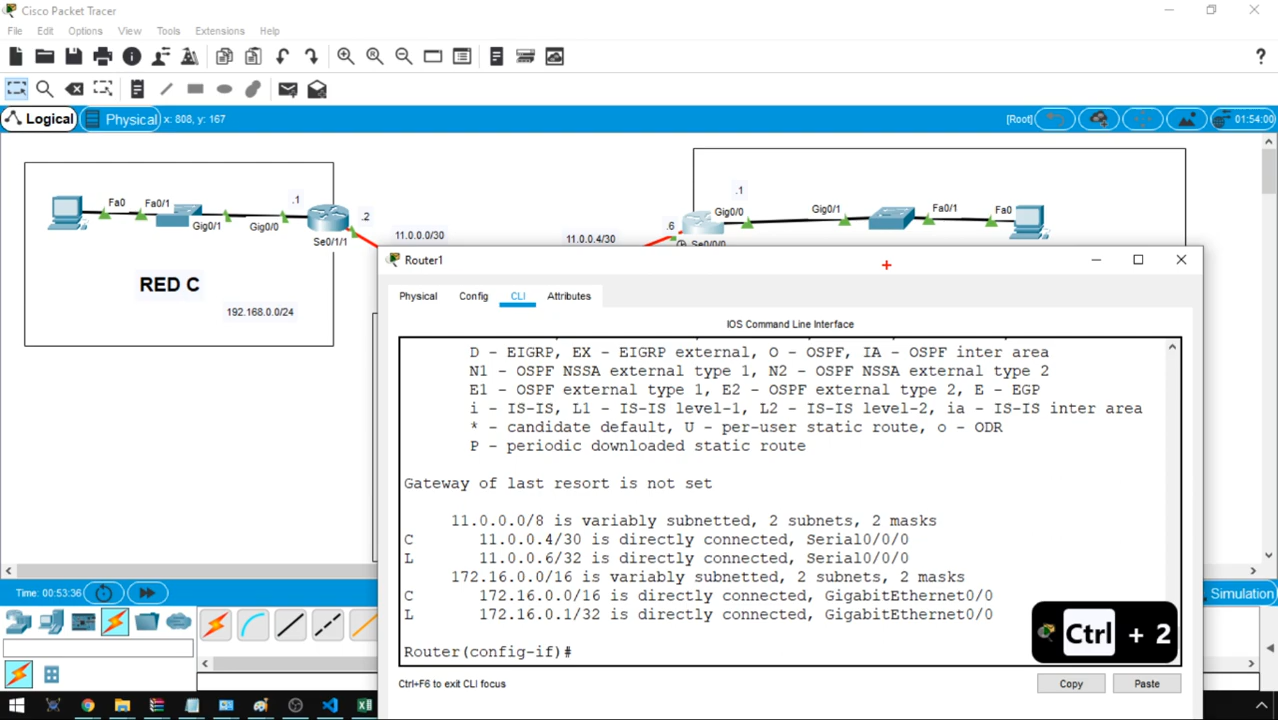 Cisco Packet Tracer
File Edit Options View Tools Extensions Help
?
Logical Physical x: 808, y: 167 [Root] 01:54:00
.1
.1
Fa0 Fa0/1 .2 Gig0/0 Gig0/1 Fa0/1 Fa0
Gig0/1 Gig0/0 .6
11.0.0.0/30 11.0.0.4/30
Se0/1/1 Se0/0/0
RED C
192.168.0.0/24
Router1
Physical Config CLI Attributes
IOS Command Line Interface
D - EIGRP, EX - EIGRP external, O - OSPF, IA - OSPF inter area
N1 - OSPF NSSA external type 1, N2 - OSPF NSSA external type 2
E1 - OSPF external type 1, E2 - OSPF external type 2, E - EGP
i - IS-IS, L1 - IS-IS level-1, L2 - IS-IS level-2, ia - IS-IS inter area
* - candidate default, U - per-user static route, o - ODR
P - periodic downloaded static route
Gateway of last resort is not set
11.0.0.0/8 is variably subnetted, 2 subnets, 2 masks
C 11.0.0.4/30 is directly connected, Serial0/0/0
L 11.0.0.6/32 is directly connected, Serial0/0/0
172.16.0.0/16 is variably subnetted, 2 subnets, 2 masks
C 172.16.0.0/16 is directly connected, GigabitEthernet0/0
L 172.16.0.1/32 is directly connected, GigabitEthernet0/0
Router(config-if)#
Ctrl+F6 to exit CLI focus
Copy Paste
Time: 00:53:36
Simulation
Ctrl + 2